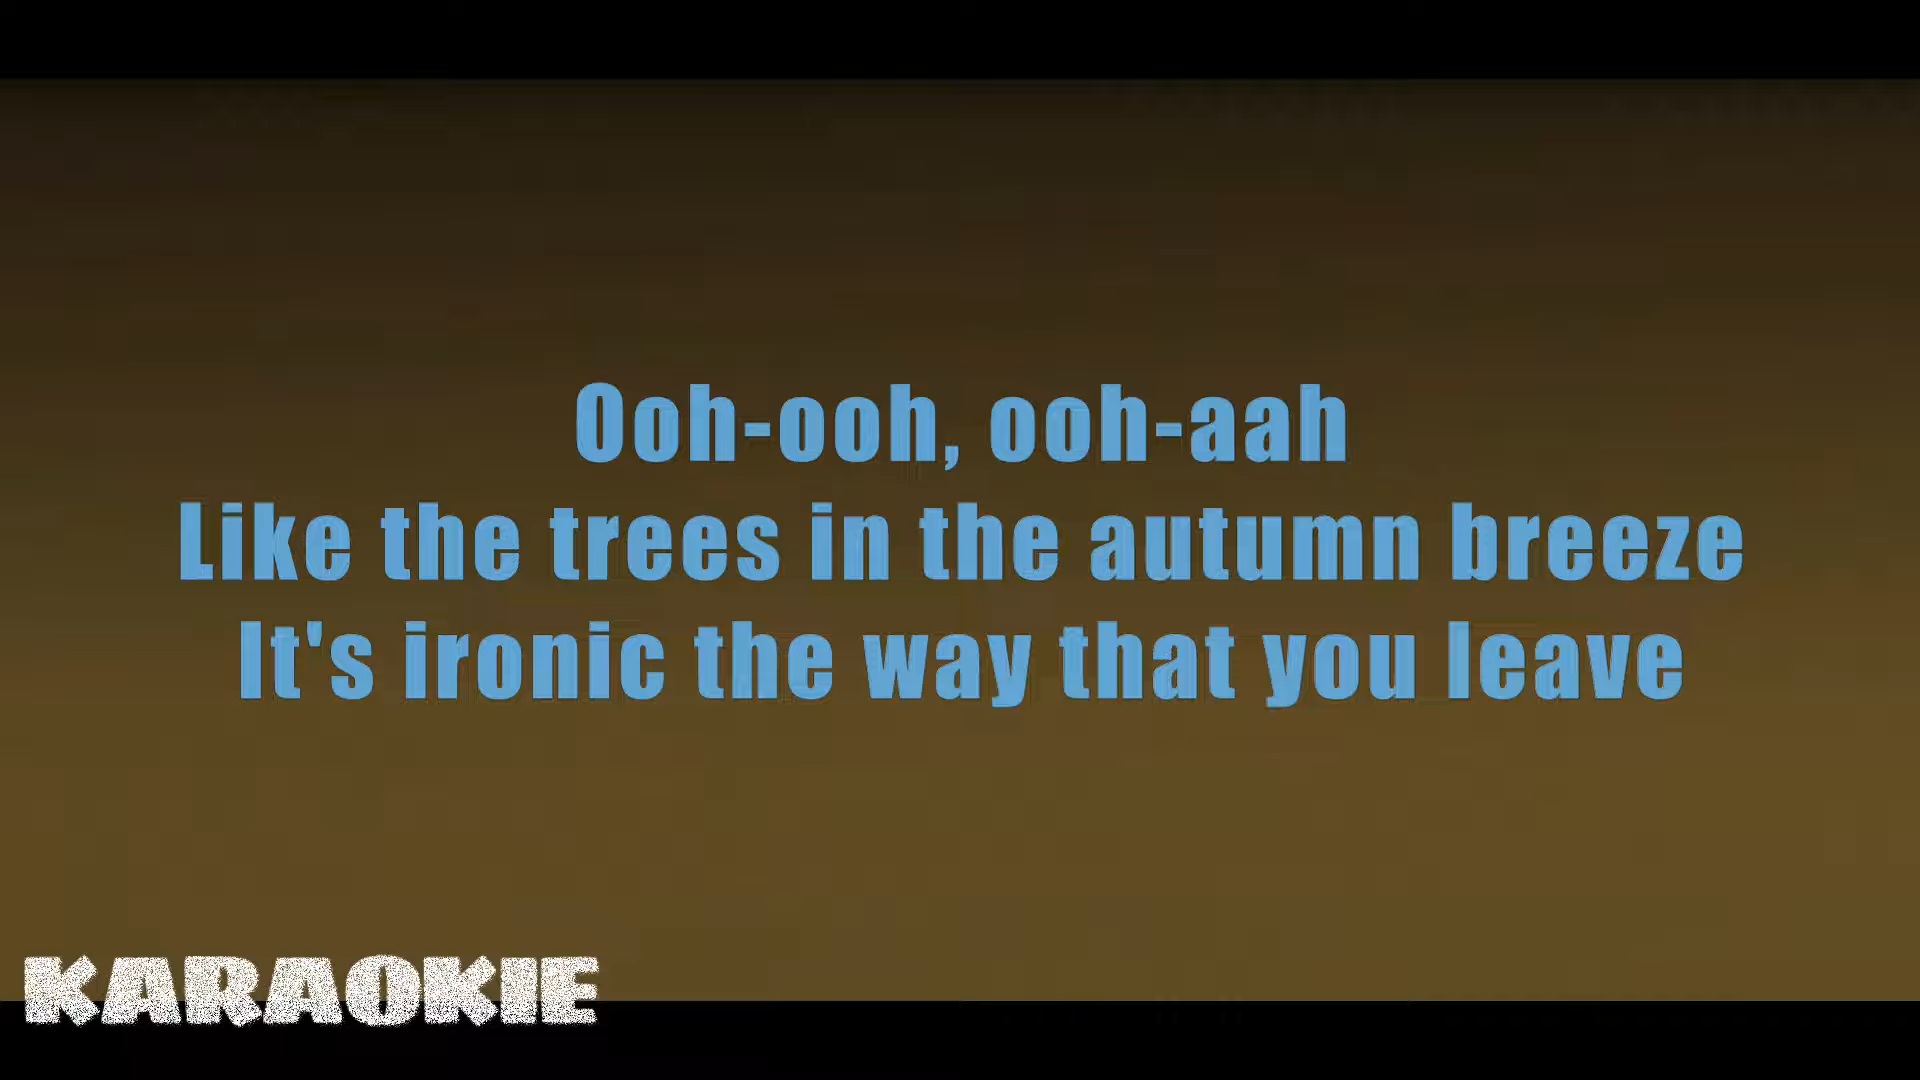 Ooh-ooh, ooh-aah
Like the trees in the autumn breeze
It's ironic the way that you leave
KARAOKIE